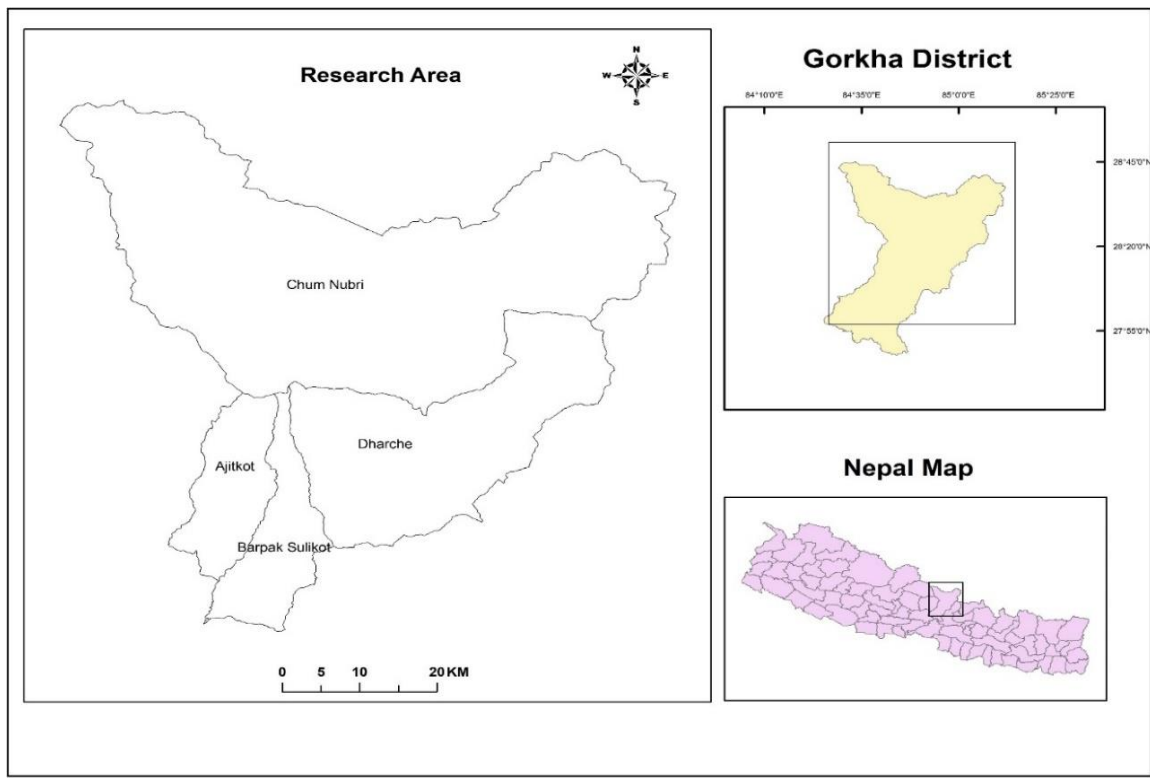 Research Area
N
W E
S
Chum Nubri
Dharche
Ajitkot
Barpak Sulikot
0 5 10 20 KM
Gorkha District
84°10'0"E 84°35'0"E 85°0'0"E 85°25'0"E
28°45'0"N
28°20'0"N
27°55'0"N
Nepal Map